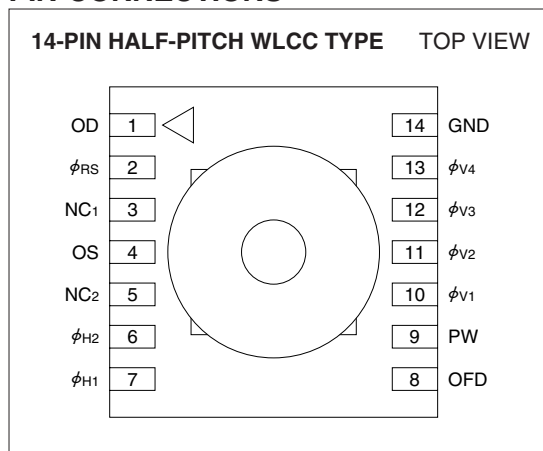 14-PIN HALF-PITCH WLCC TYPE TOP VIEW
OD 1 14 GND
ϕRS 2 13 ϕV4
NC1 3 12 ϕV3
OS 4 11 ϕV2
NC2 5 10 ϕV1
ϕH2 6 9 PW
ϕH1 7 8 OFD